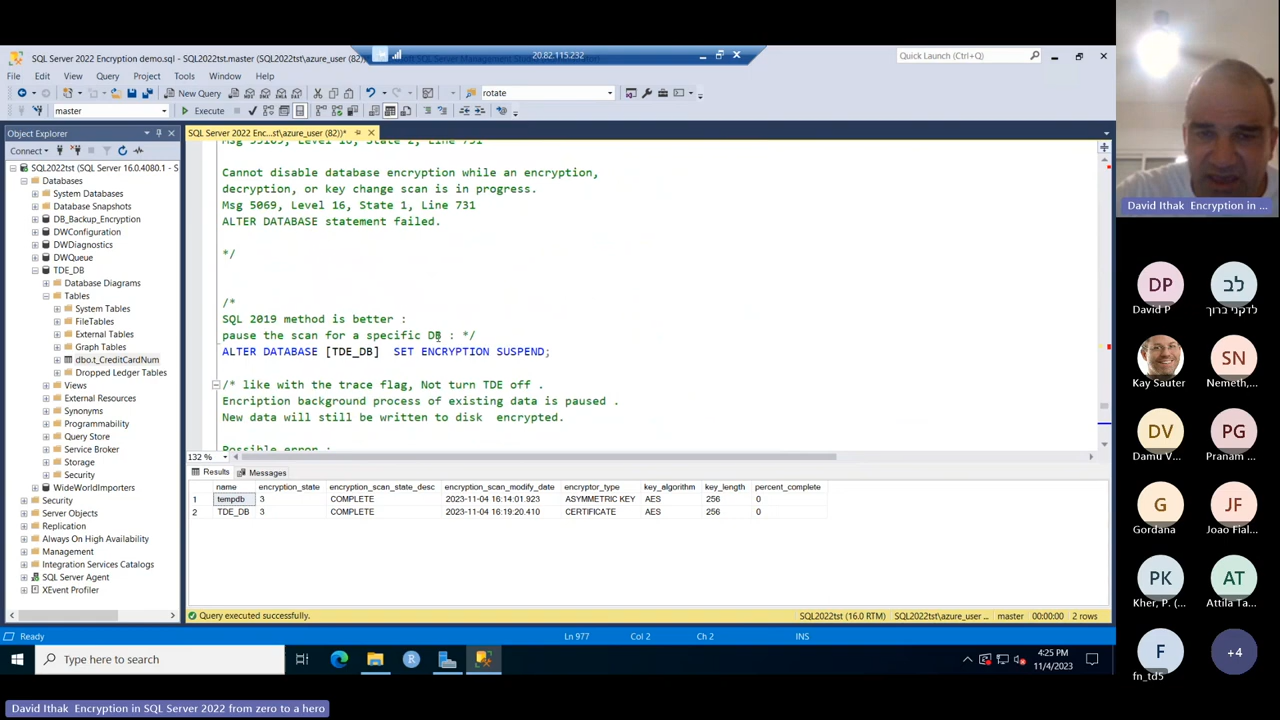 SQL Server 2022 Encryption demo.sql - SQL2022tst.master (SQL2022tst\azure_user (82))*
20.82.115.232
Quick Launch (Ctrl+Q)
File Edit View Query Project Tools Window Help
New Query
rotate
master
Execute
Object Explorer
SQL Server 2022 Enc...st\azure_user (82))*
Connect
SQL2022tst (SQL Server 16.0.4080.1 - S
Databases
System Databases
Database Snapshots
DB_Backup_Encryption
DWConfiguration
DWDiagnostics
DWQueue
TDE_DB
Database Diagrams
Tables
System Tables
FileTables
External Tables
Graph Tables
dbo.t_CreditCardNum
Dropped Ledger Tables
Views
External Resources
Synonyms
Programmability
Query Store
Service Broker
Storage
Security
WideWorldImporters
Security
Server Objects
Replication
Always On High Availability
Management
Integration Services Catalogs
SQL Server Agent
XEvent Profiler
Cannot disable database encryption while an encryption,
decryption, or key change scan is in progress.
Msg 5069, Level 16, State 1, Line 731
ALTER DATABASE statement failed.
*/
/*
SQL 2019 method is better :
pause the scan for a specific DB : */
ALTER DATABASE [TDE_DB]  SET ENCRYPTION SUSPEND;
/* like with the trace flag, Not turn TDE off .
Encription background process of existing data is paused .
New data will still be written to disk  encrypted.
Possible error :
132 %
Results Messages
name encryption_state encryption_scan_state_desc encryption_scan_modify_date encryptor_type key_algorithm key_length percent_complete
1 tempdb 3 COMPLETE 2023-11-04 16:14:01.923 ASYMMETRIC KEY AES 256 0
2 TDE_DB 3 COMPLETE 2023-11-04 16:19:20.410 CERTIFICATE AES 256 0
Query executed successfully.
SQL2022tst (16.0 RTM) SQL2022tst\azure_user ... master 00:00:00 2 rows
Ready Ln 977 Col 2 Ch 2 INS
Type here to search
4:25 PM
11/4/2023
David Ithak Encryption in SQL Server 2022 from zero to a hero
David Ithak Encryption in ...
DP
David P
לב
לדקני ברוך
Kay Sauter
SN
Nemeth,...
DV
Damu V...
PG
Pranam ...
G
Gordana
JF
Joao Fial...
PK
Kher, P. (...
AT
Attila Ta...
F
fn_td5
+4